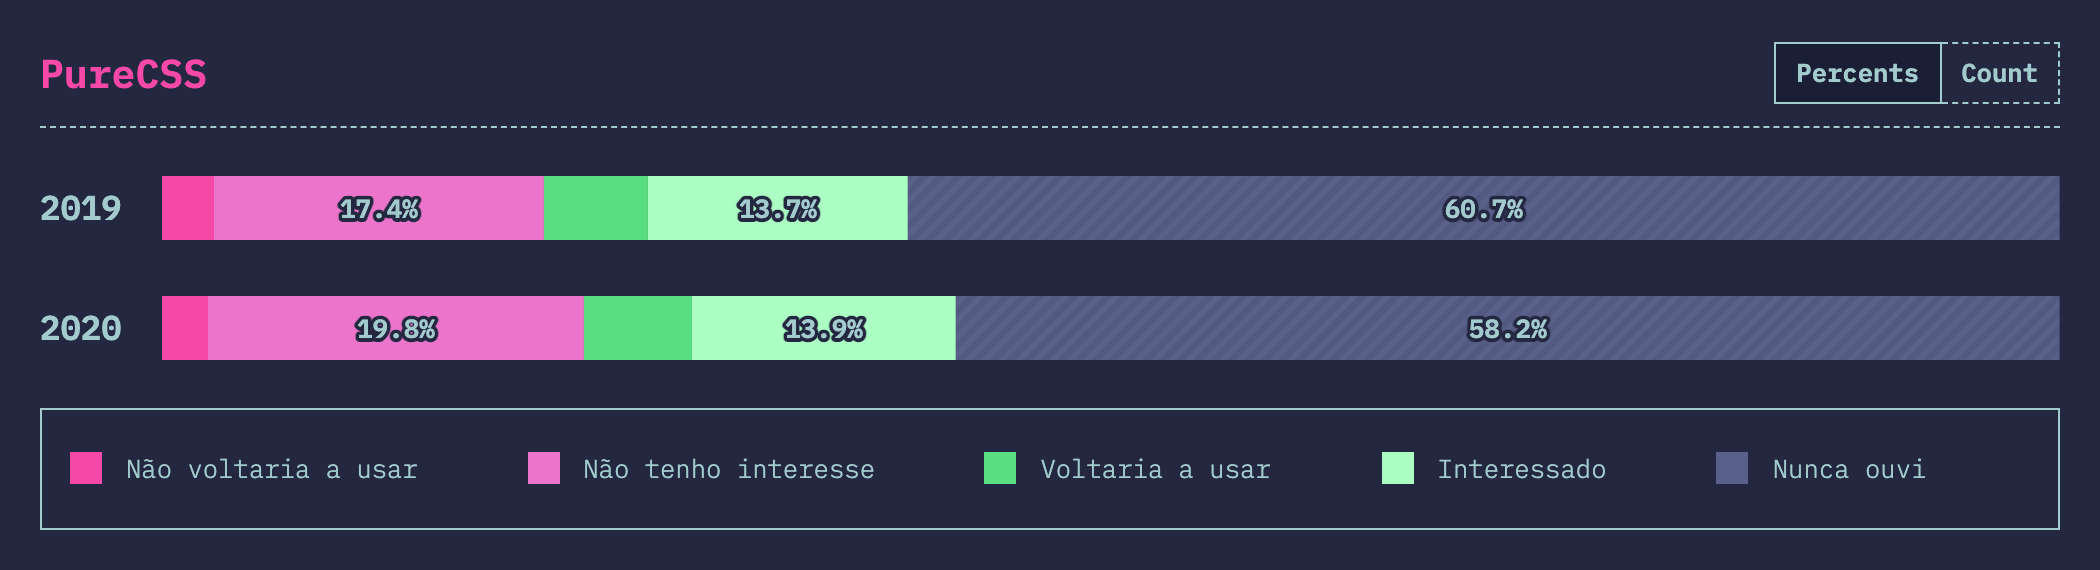 PureCSS
Percents Count
2019 17.4% 13.7% 60.7%
2020 19.8% 13.9% 58.2%
Não voltaria a usar Não tenho interesse Voltaria a usar Interessado Nunca ouvi